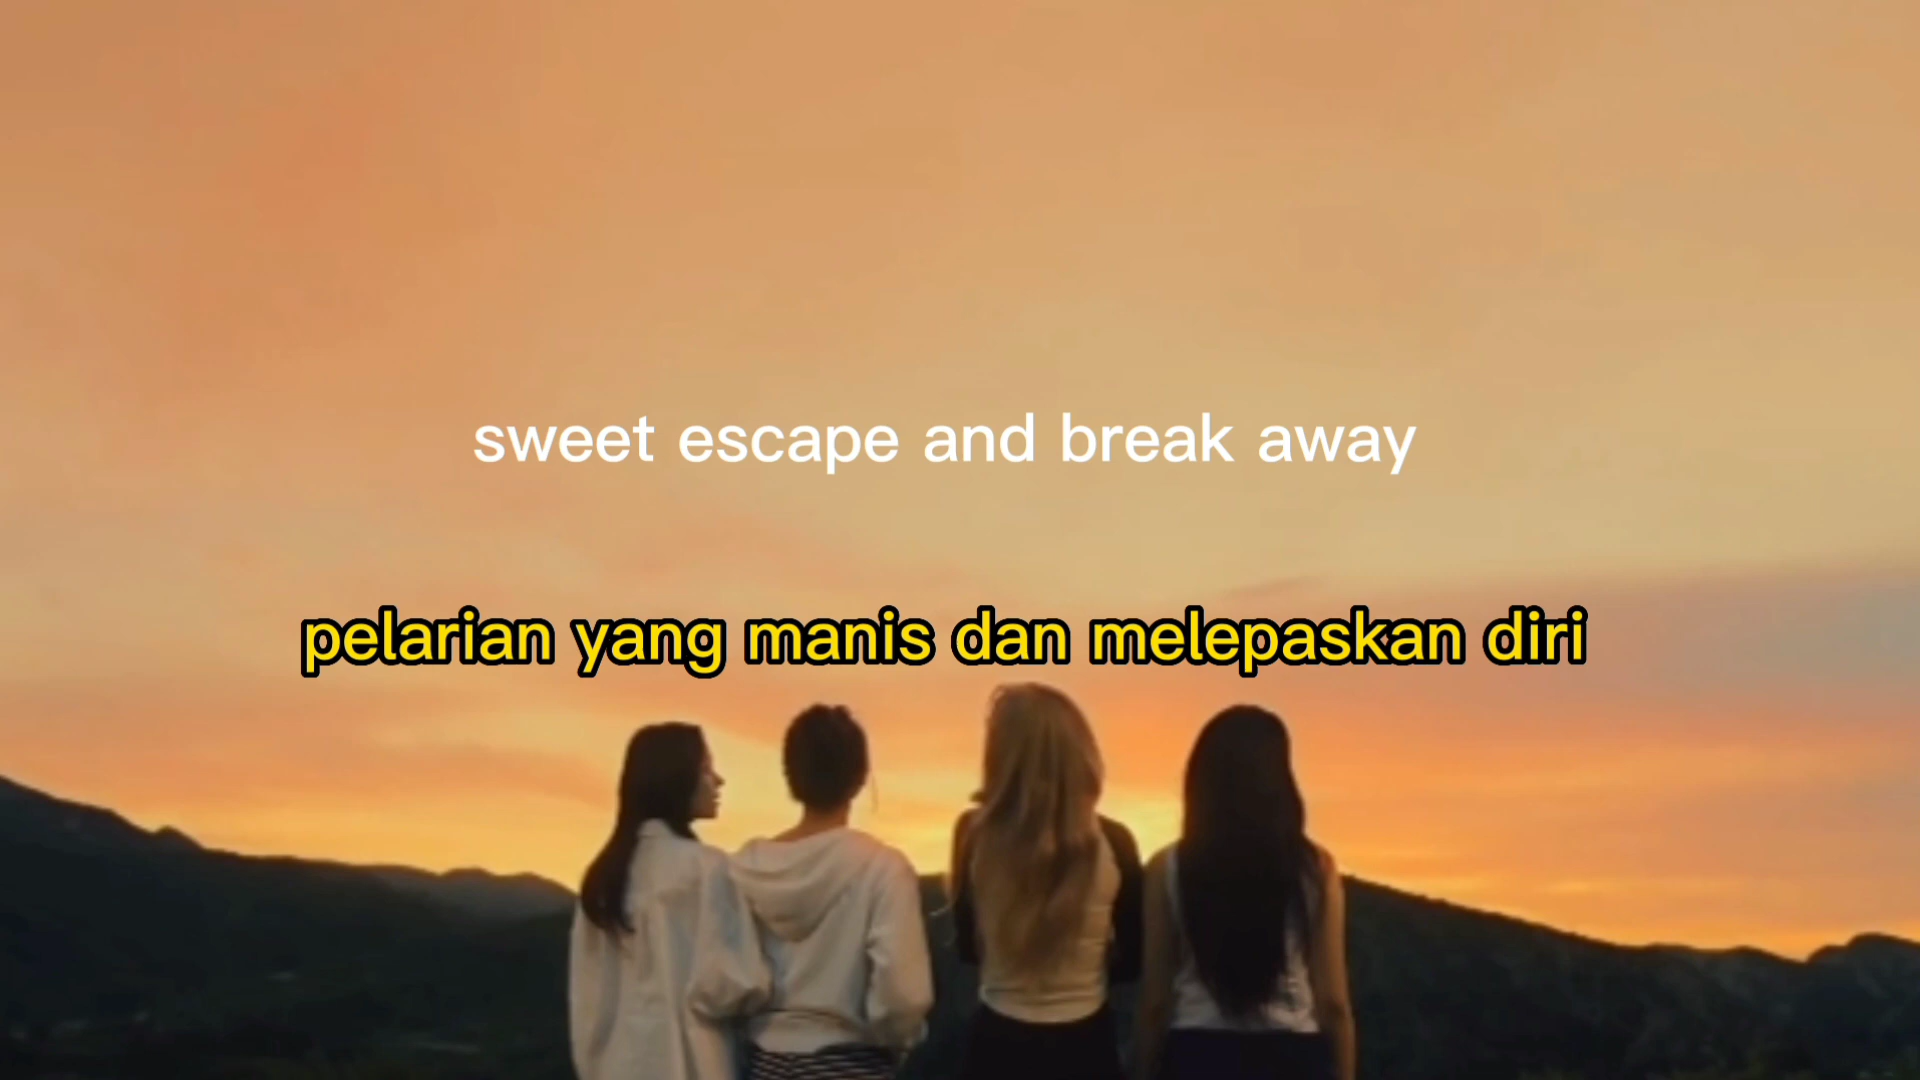 sweet escape and break away
pelarian yang manis dan melepaskan diri